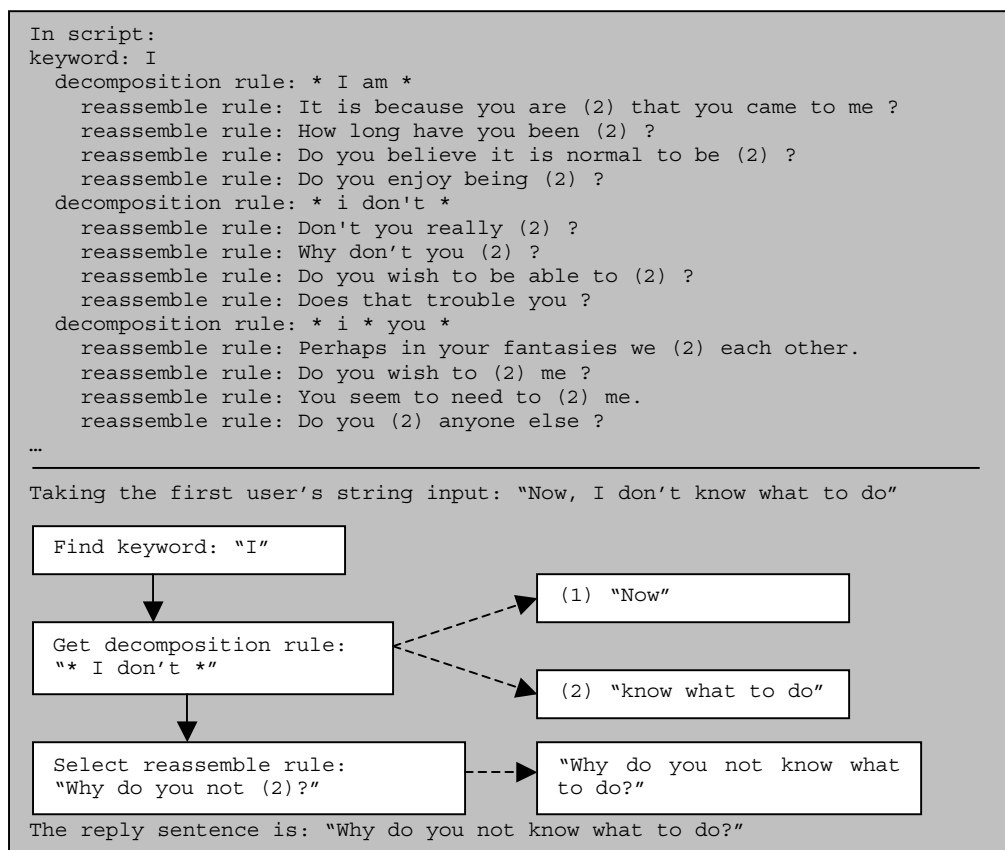 In script:
keyword: I
decomposition rule: * I am *
reassemble rule: It is because you are (2) that you came to me ?
reassemble rule: How long have you been (2) ?
reassemble rule: Do you believe it is normal to be (2) ?
reassemble rule: Do you enjoy being (2) ?
decomposition rule: * i don't *
reassemble rule: Don't you really (2) ?
reassemble rule: Why don’t you (2) ?
reassemble rule: Do you wish to be able to (2) ?
reassemble rule: Does that trouble you ?
decomposition rule: * i * you *
reassemble rule: Perhaps in your fantasies we (2) each other.
reassemble rule: Do you wish to (2) me ?
reassemble rule: You seem to need to (2) me.
reassemble rule: Do you (2) anyone else ?
…
Taking the first user’s string input: “Now, I don’t know what to do”
Find keyword: “I”
(1) “Now”
Get decomposition rule:
“* I don’t *”
(2) “know what to do”
Select reassemble rule:
“Why do you not (2)?”
“Why do you not know what
to do?”
The reply sentence is: “Why do you not know what to do?”